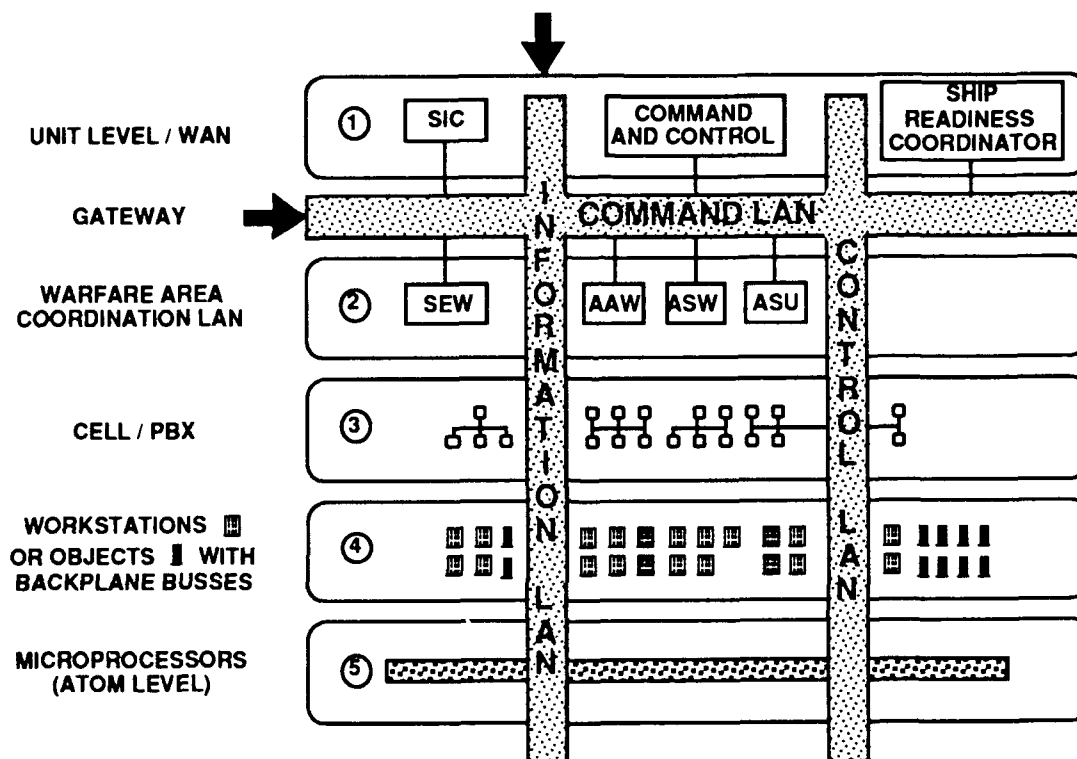 UNIT LEVEL / WAN
1
SIC
COMMAND
AND CONTROL
SHIP
READINESS
COORDINATOR
GATEWAY
COMMAND LAN
INFORMATION LAN
CONTROL LAN
WARFARE AREA
COORDINATION LAN
2
SEW
AAW
ASW
ASU
CELL / PBX
3
WORKSTATIONS
OR OBJECTS WITH
BACKPLANE BUSSES
4
MICROPROCESSORS
(ATOM LEVEL)
5